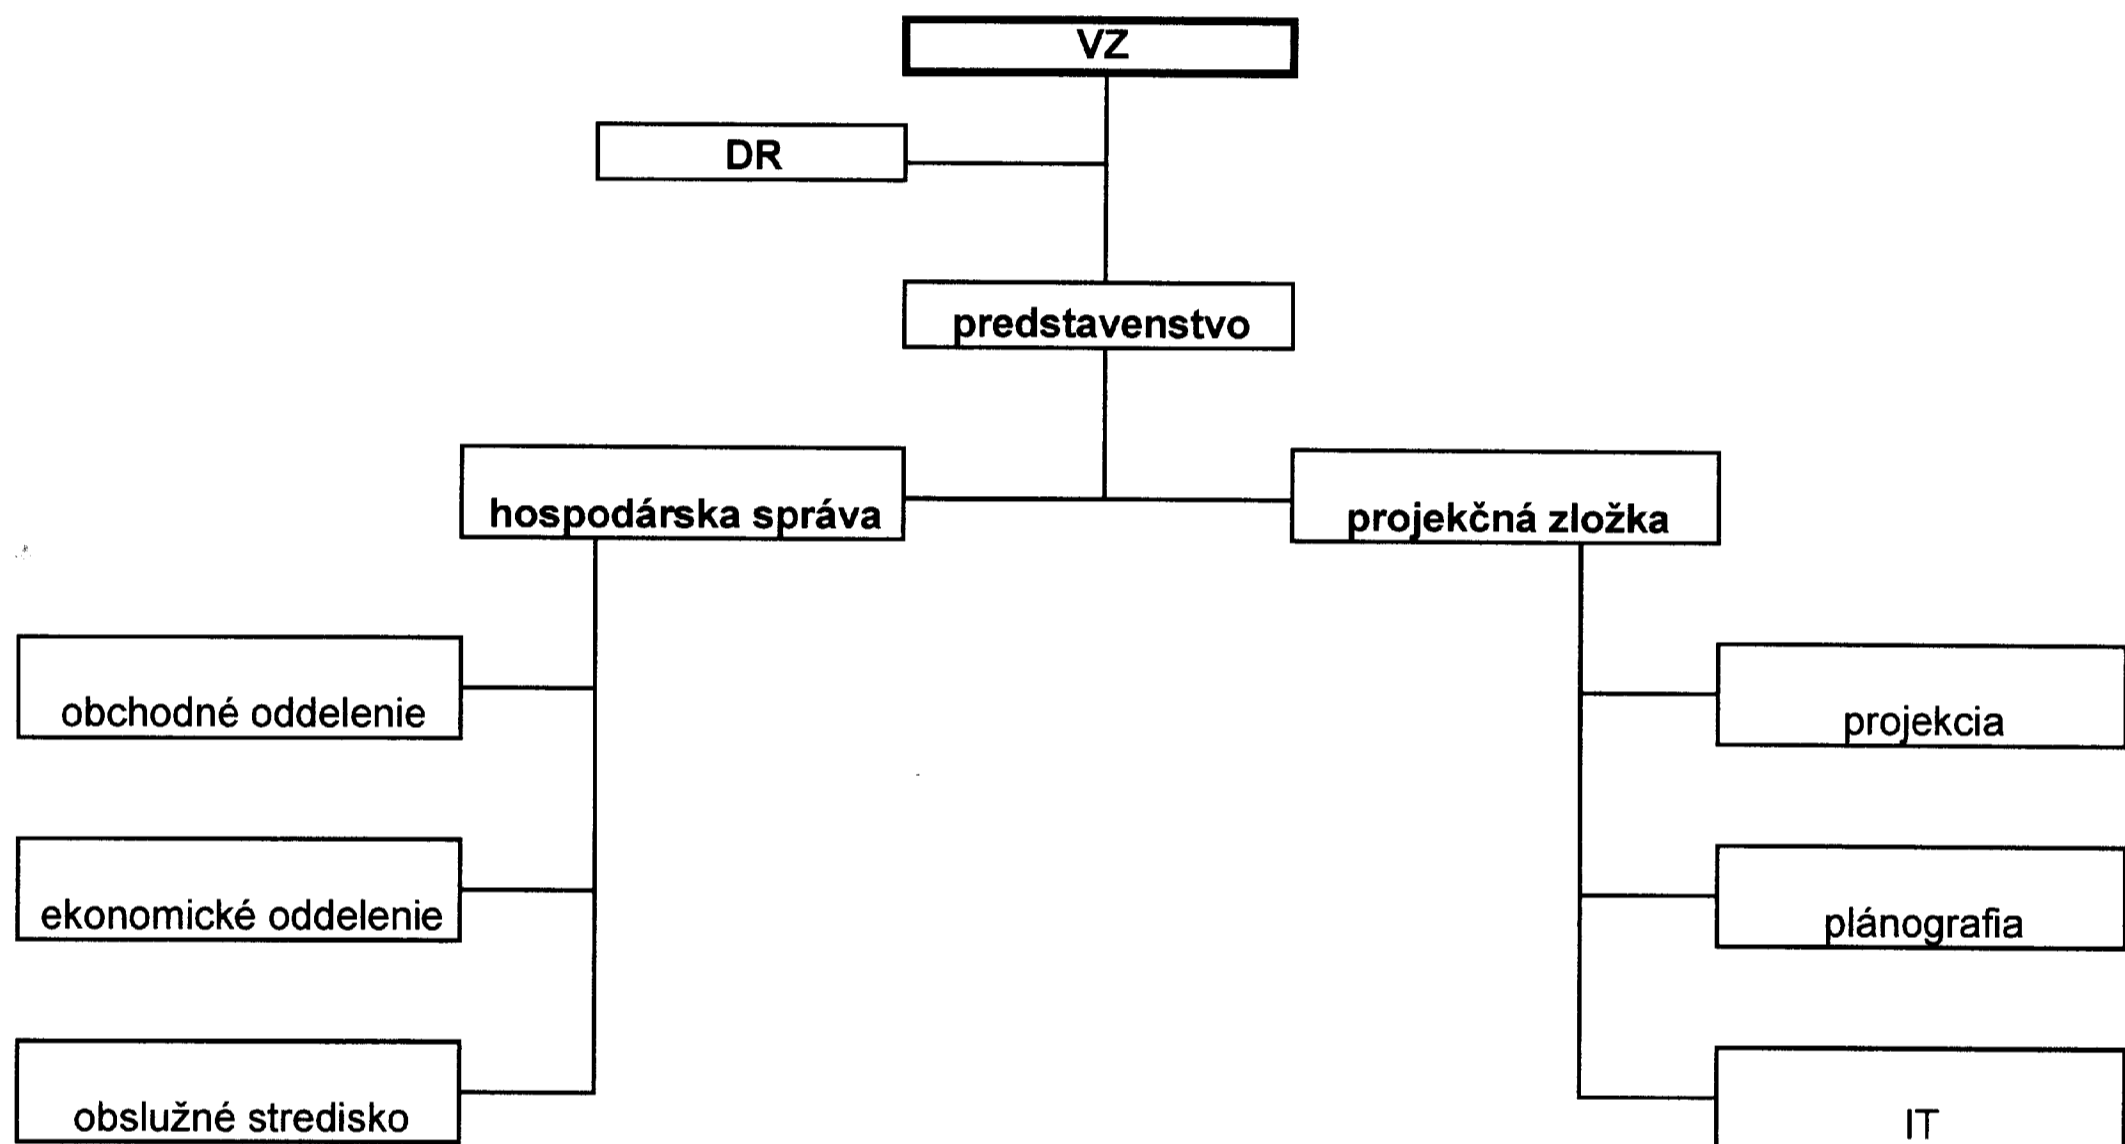 VZ
DR
predstavenstvo
hospodárska správa
projekčná zložka
obchodné oddelenie
projekcia
ekonomické oddelenie
plánografia
obslužné stredisko
IT